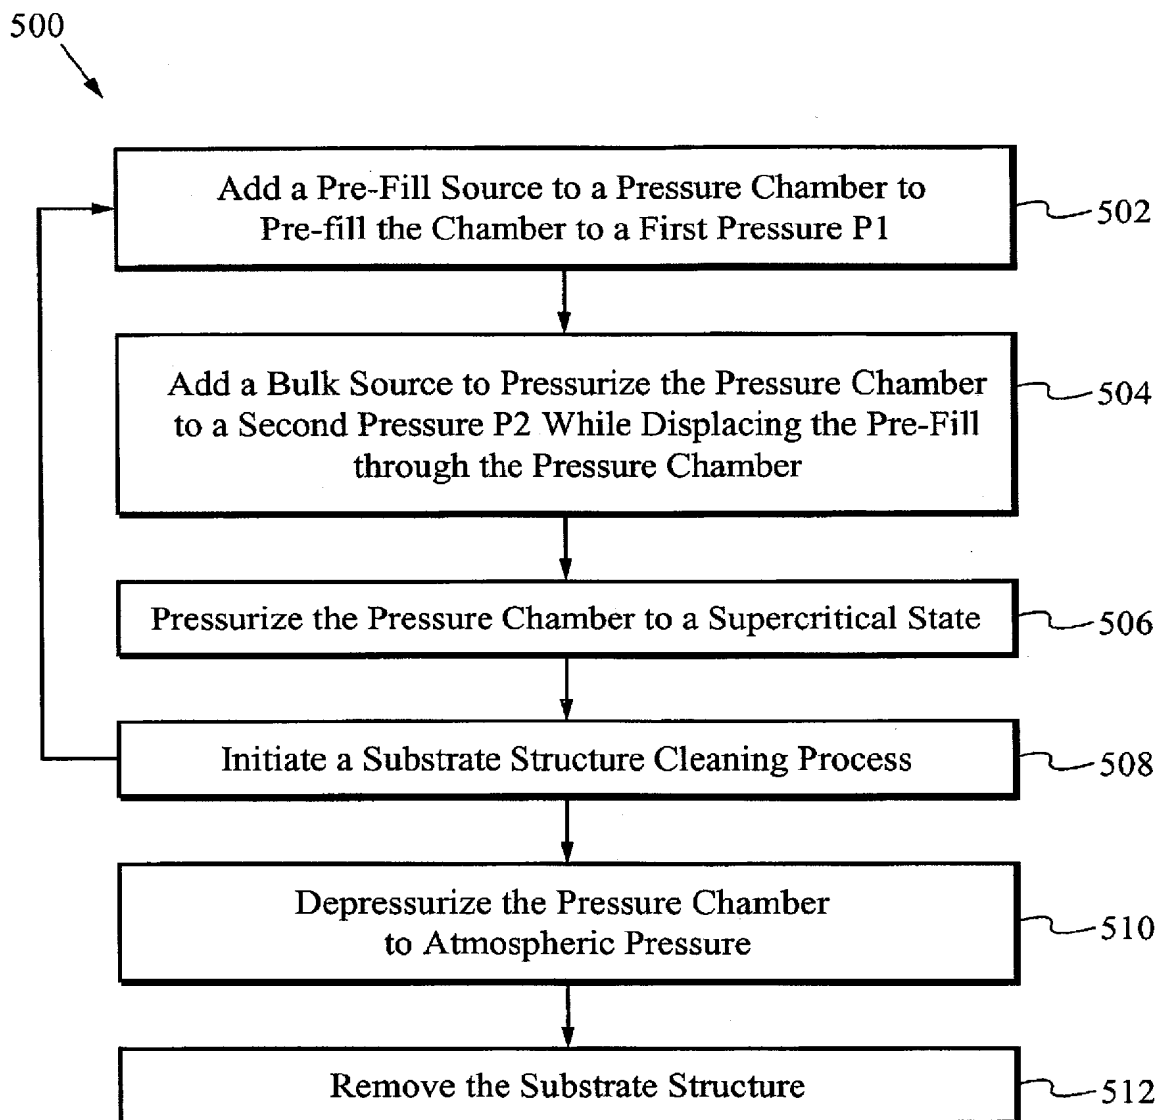 500
Add a Pre-Fill Source to a Pressure Chamber to
Pre-fill the Chamber to a First Pressure P1
502
Add a Bulk Source to Pressurize the Pressure Chamber
to a Second Pressure P2 While Displacing the Pre-Fill
through the Pressure Chamber
504
Pressurize the Pressure Chamber to a Supercritical State
506
Initiate a Substrate Structure Cleaning Process
508
Depressurize the Pressure Chamber
to Atmospheric Pressure
510
Remove the Substrate Structure
512